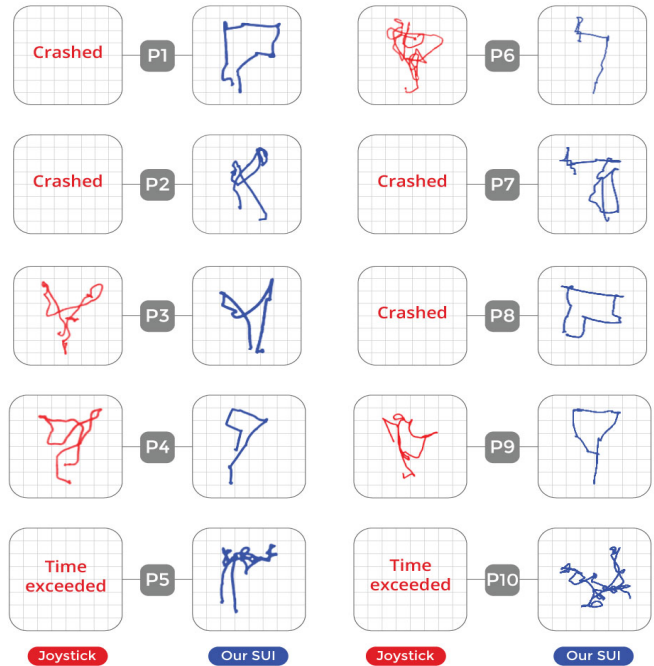 Crashed P1 P6
Crashed P2 Crashed P7
P3 Crashed P8
P4 P9
Time
exceeded P5 Time
exceeded P10
Joystick Our SUI Joystick Our SUI